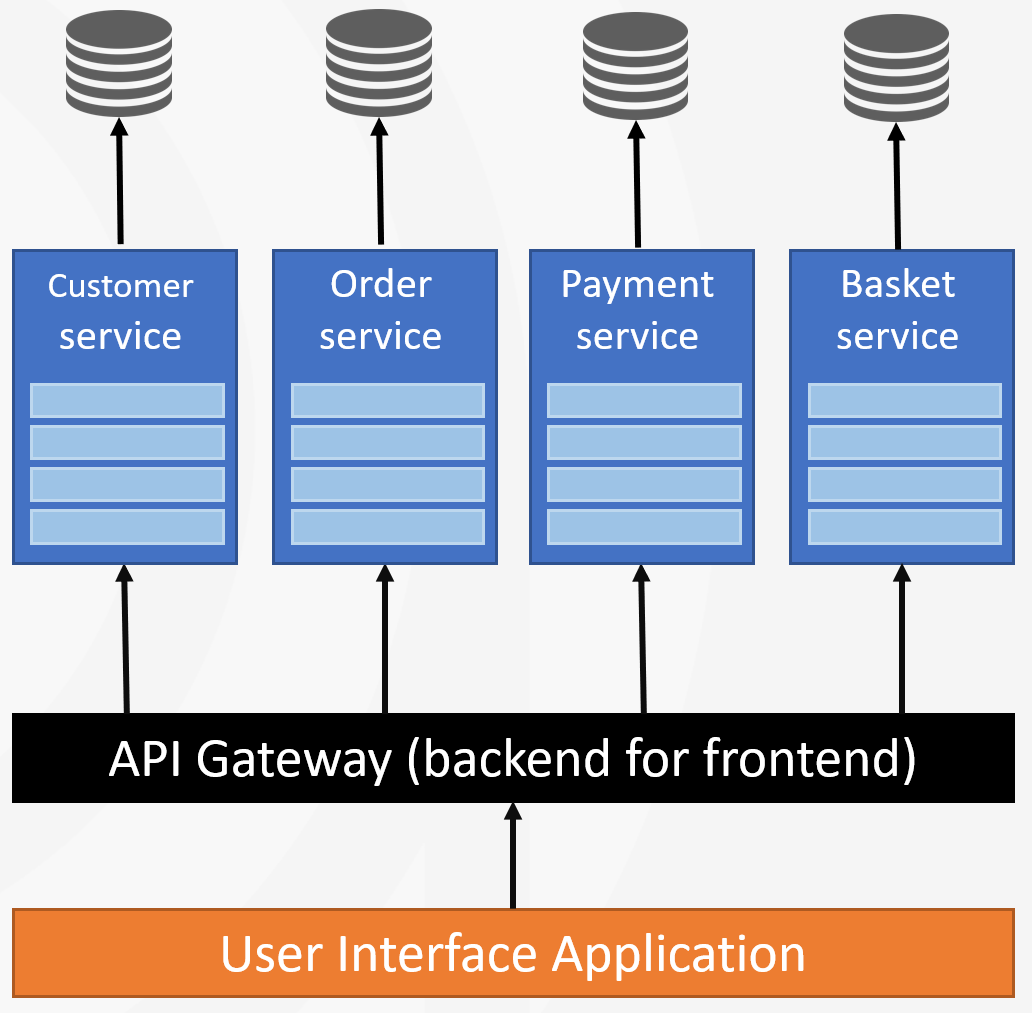 Customer
service
Order
service
Payment
service
Basket
service
API Gateway (backend for frontend)
User Interface Application